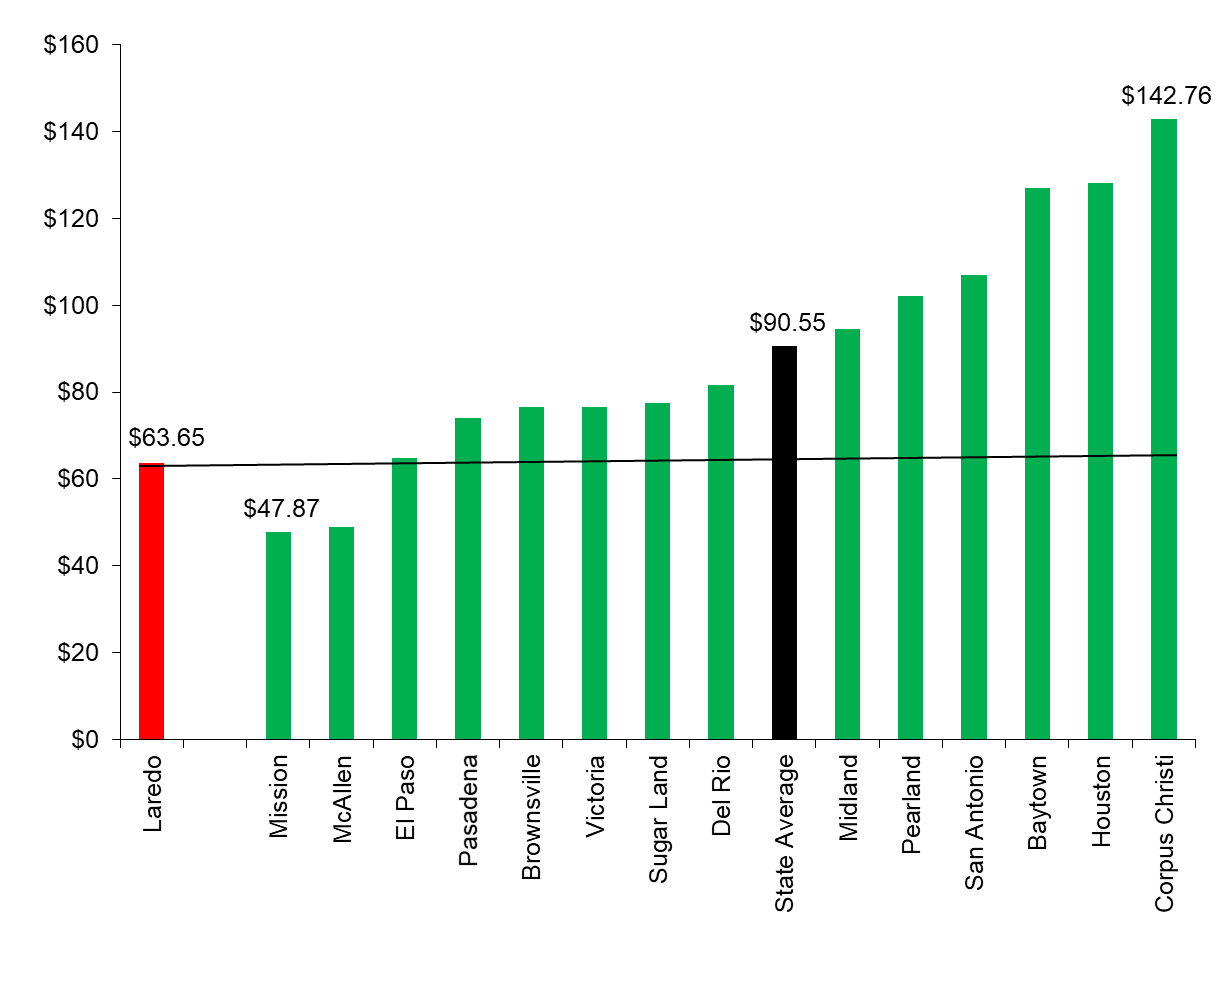 $160
$140
$120
$100
$80
$60
$40
$20
$0
$63.65
$47.87
$90.55
$142.76
Laredo
Mission
McAllen
El Paso
Pasadena
Brownsville
Victoria
Sugar Land
Del Rio
State Average
Midland
Pearland
San Antonio
Baytown
Houston
Corpus Christi